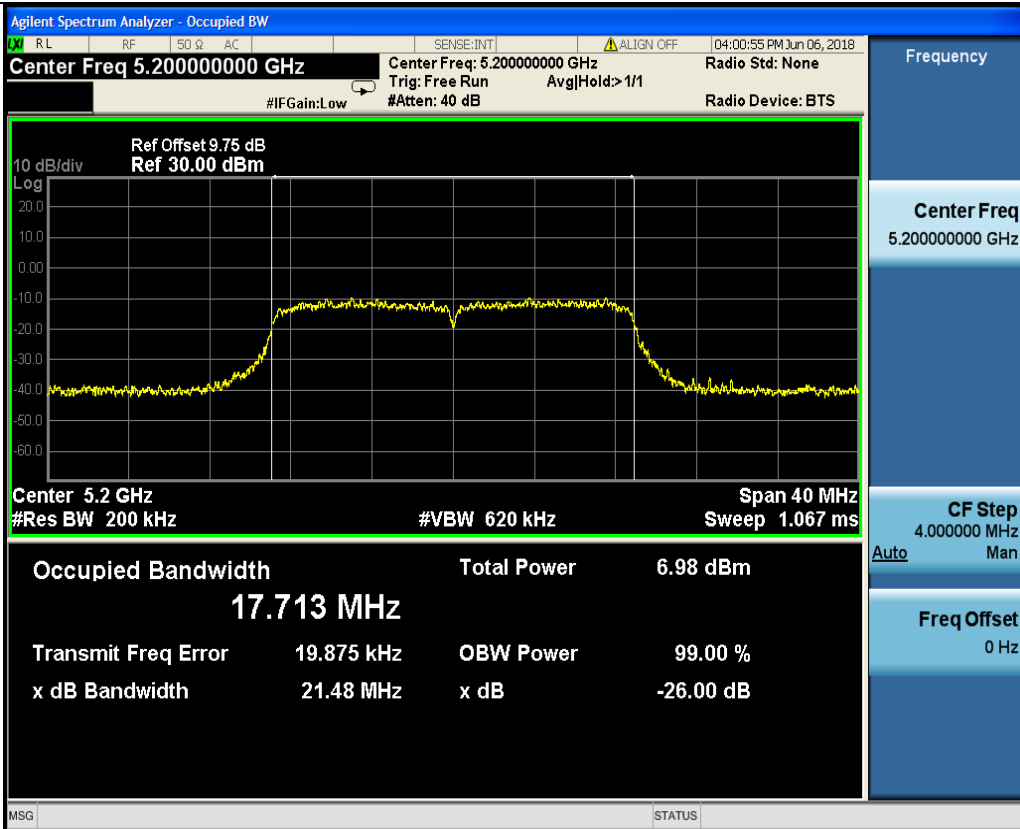 Agilent Spectrum Analyzer - Occupied BW
LXI RL RF 50 Ω AC SENSE:INT ALIGN OFF 04:00:55 PM Jun 06, 2018
Center Freq 5.200000000 GHz
Center Freq: 5.200000000 GHz
Radio Std: None
Trig: Free Run Avg|Hold:> 1/1
#IFGain:Low
#Atten: 40 dB
Radio Device: BTS
Ref Offset 9.75 dB
10 dB/div Ref 30.00 dBm
Log
20.0
10.0
0.00
-10.0
-20.0
-30.0
-40.0
-50.0
-60.0
Center 5.2 GHz Span 40 MHz
#Res BW 200 kHz #VBW 620 kHz Sweep 1.067 ms
Occupied Bandwidth Total Power 6.98 dBm
17.713 MHz
Transmit Freq Error 19.875 kHz OBW Power 99.00 %
x dB Bandwidth 21.48 MHz x dB -26.00 dB
Frequency
Center Freq
5.200000000 GHz
CF Step
4.000000 MHz
Auto Man
Freq Offset
0 Hz
MSG STATUS